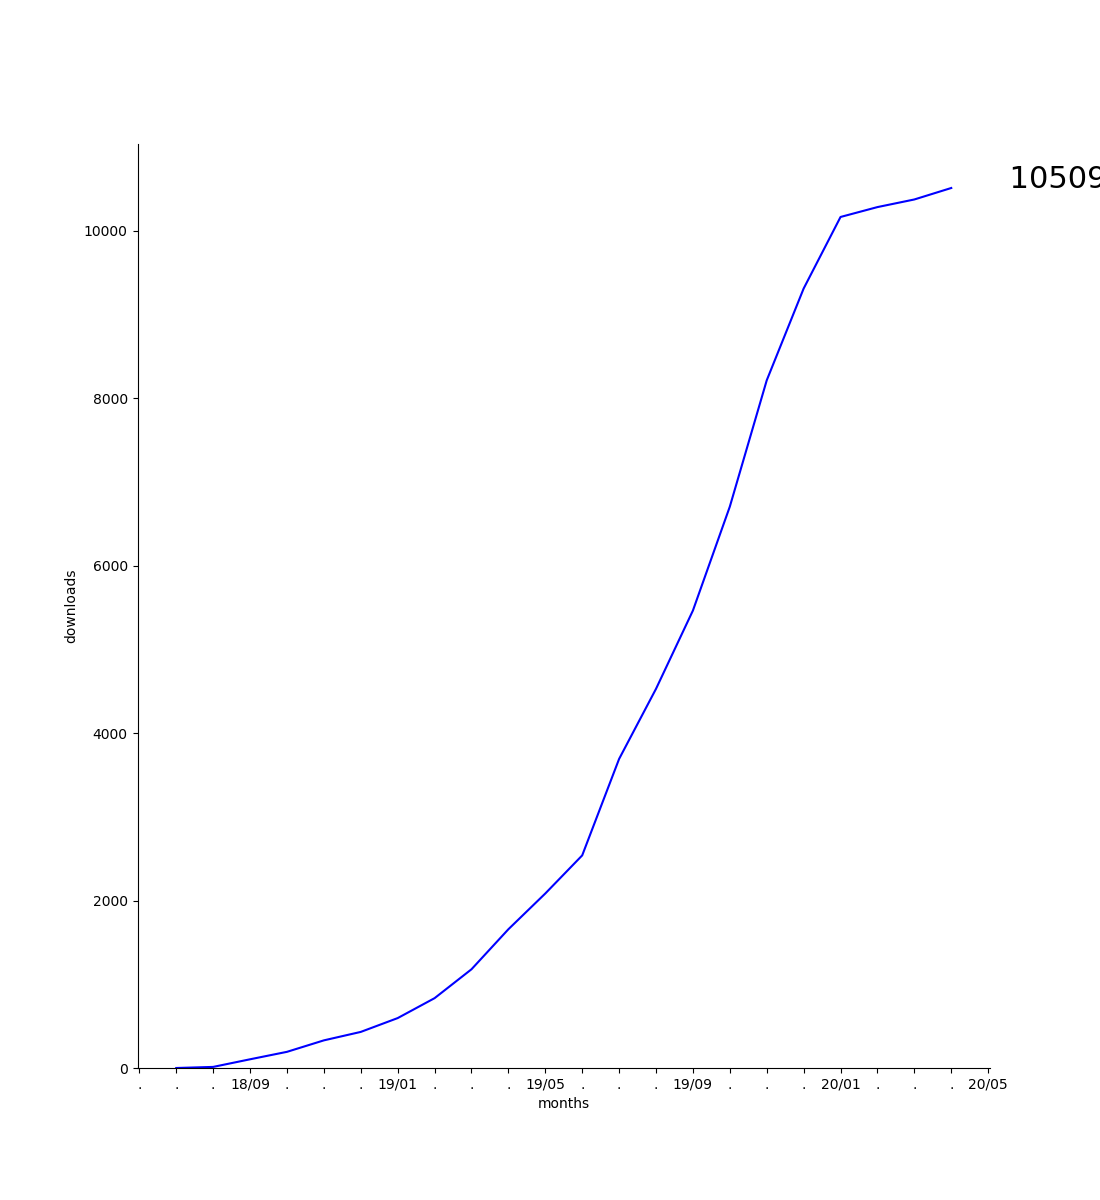 10509
10000
8000
6000
downloads
4000
2000
0
. . . 18/09 . . . 19/01 . . . 19/05 . . . 19/09 . . . 20/01 . . . 20/05
months